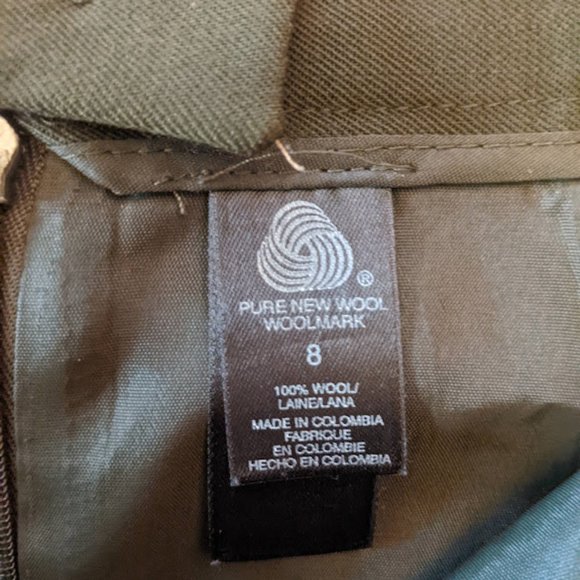 ®
PURE NEW WOOL
WOOLMARK
8
100% WOOL/
LAINE/LANA
MADE IN COLOMBIA
FABRIQUE
EN COLOMBIE
HECHO EN COLOMBIA